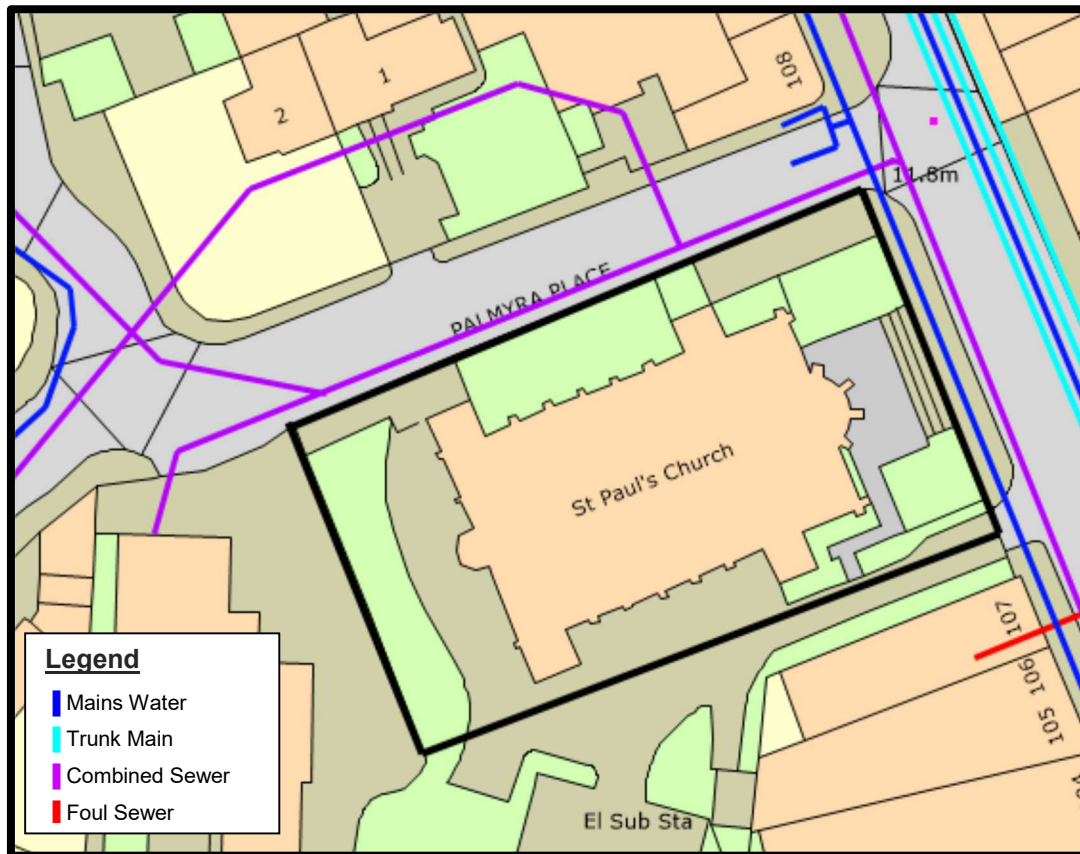 108
1
2
11.8m
PALMYRA PLACE
St Paul's Church
107
106
105
El Sub Sta
Legend
Mains Water
Trunk Main
Combined Sewer
Foul Sewer